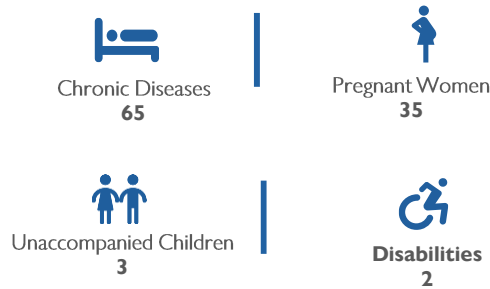 Chronic Diseases
65
Pregnant Women
35
Unaccompanied Children
3
Disabilities
2